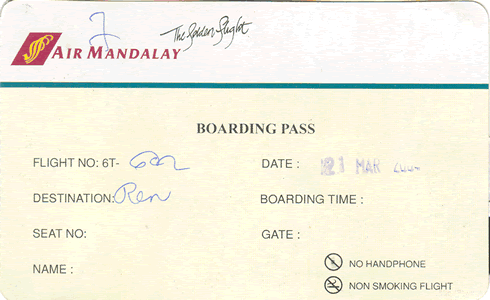 AIR MANDALAY
The Golden Flight
BOARDING PASS
FLIGHT NO: 6T-
DATE : 21 MAR
DESTINATION:
BOARDING TIME :
SEAT NO:
GATE :
NAME :
NO HANDPHONE
NON SMOKING FLIGHT